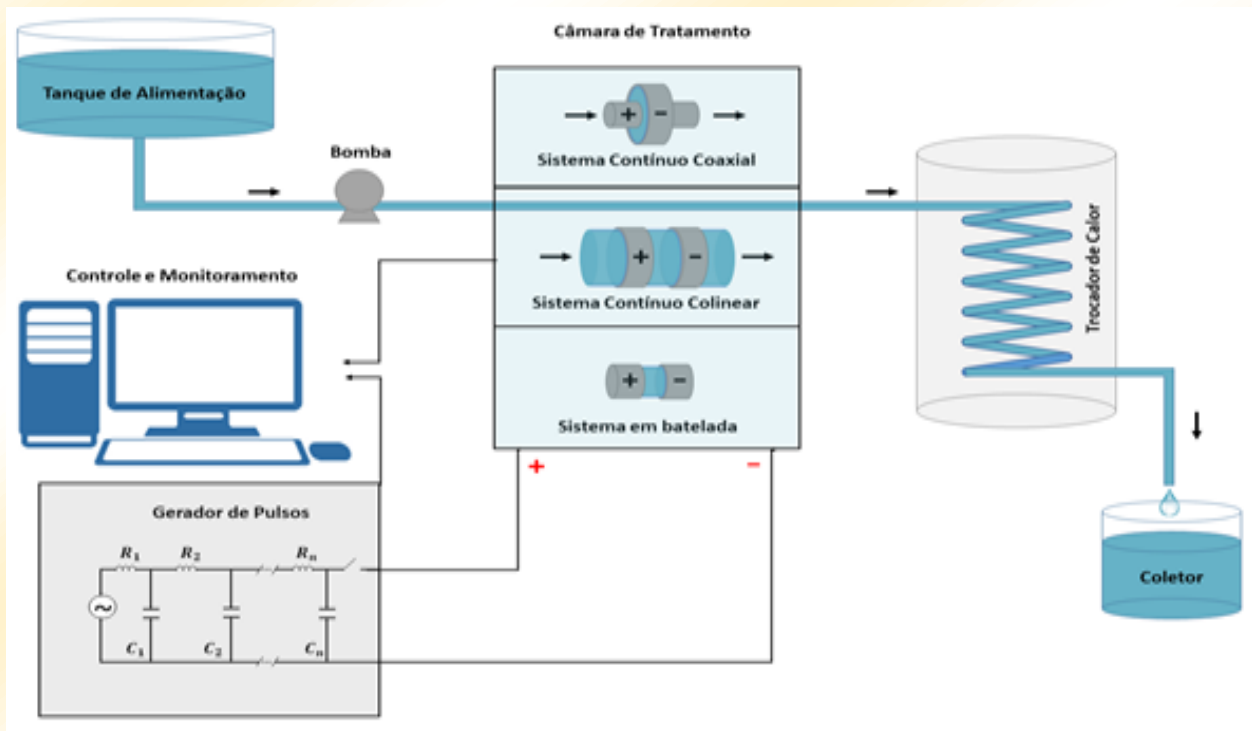 Câmara de Tratamento
Tanque de Alimentação
+ −
Sistema Contínuo Coaxial
Bomba
+ −
Sistema Contínuo Colinear
Trocador de Calor
Controle e Monitoramento
+ −
Sistema em batelada
+ −
Gerador de Pulsos
R₁ R₂ Rₙ
~
C₁ C₂ Cₙ
Coletor